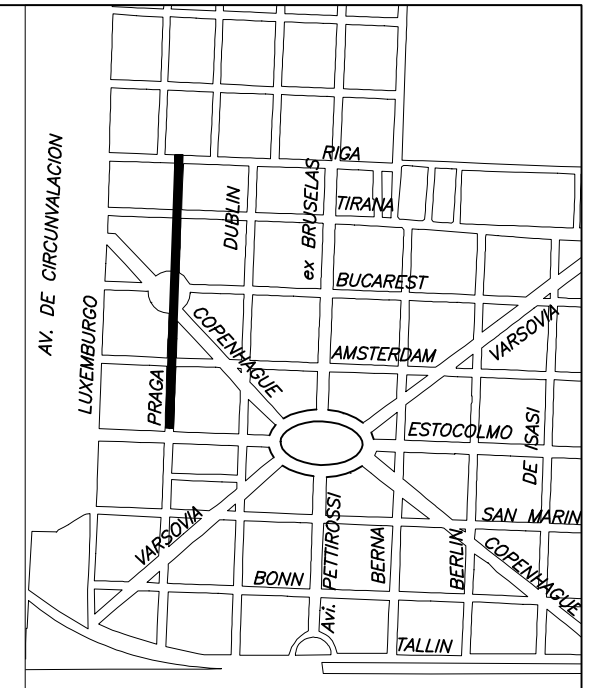 RIGA
AV. DE CIRCUNVALACION
ex BRUSELAS
DUBLIN
TIRANA
BUCAREST
LUXEMBURGO
COPENHAGUE
VARSOVIA
AMSTERDAM
PRAGA
ESTOCOLMO
DE ISASI
VARSOVIA
Avi. PETTIROSSI
BERNA
BERLIN
SAN MARIN
COPENHAGUE
BONN
TALLIN